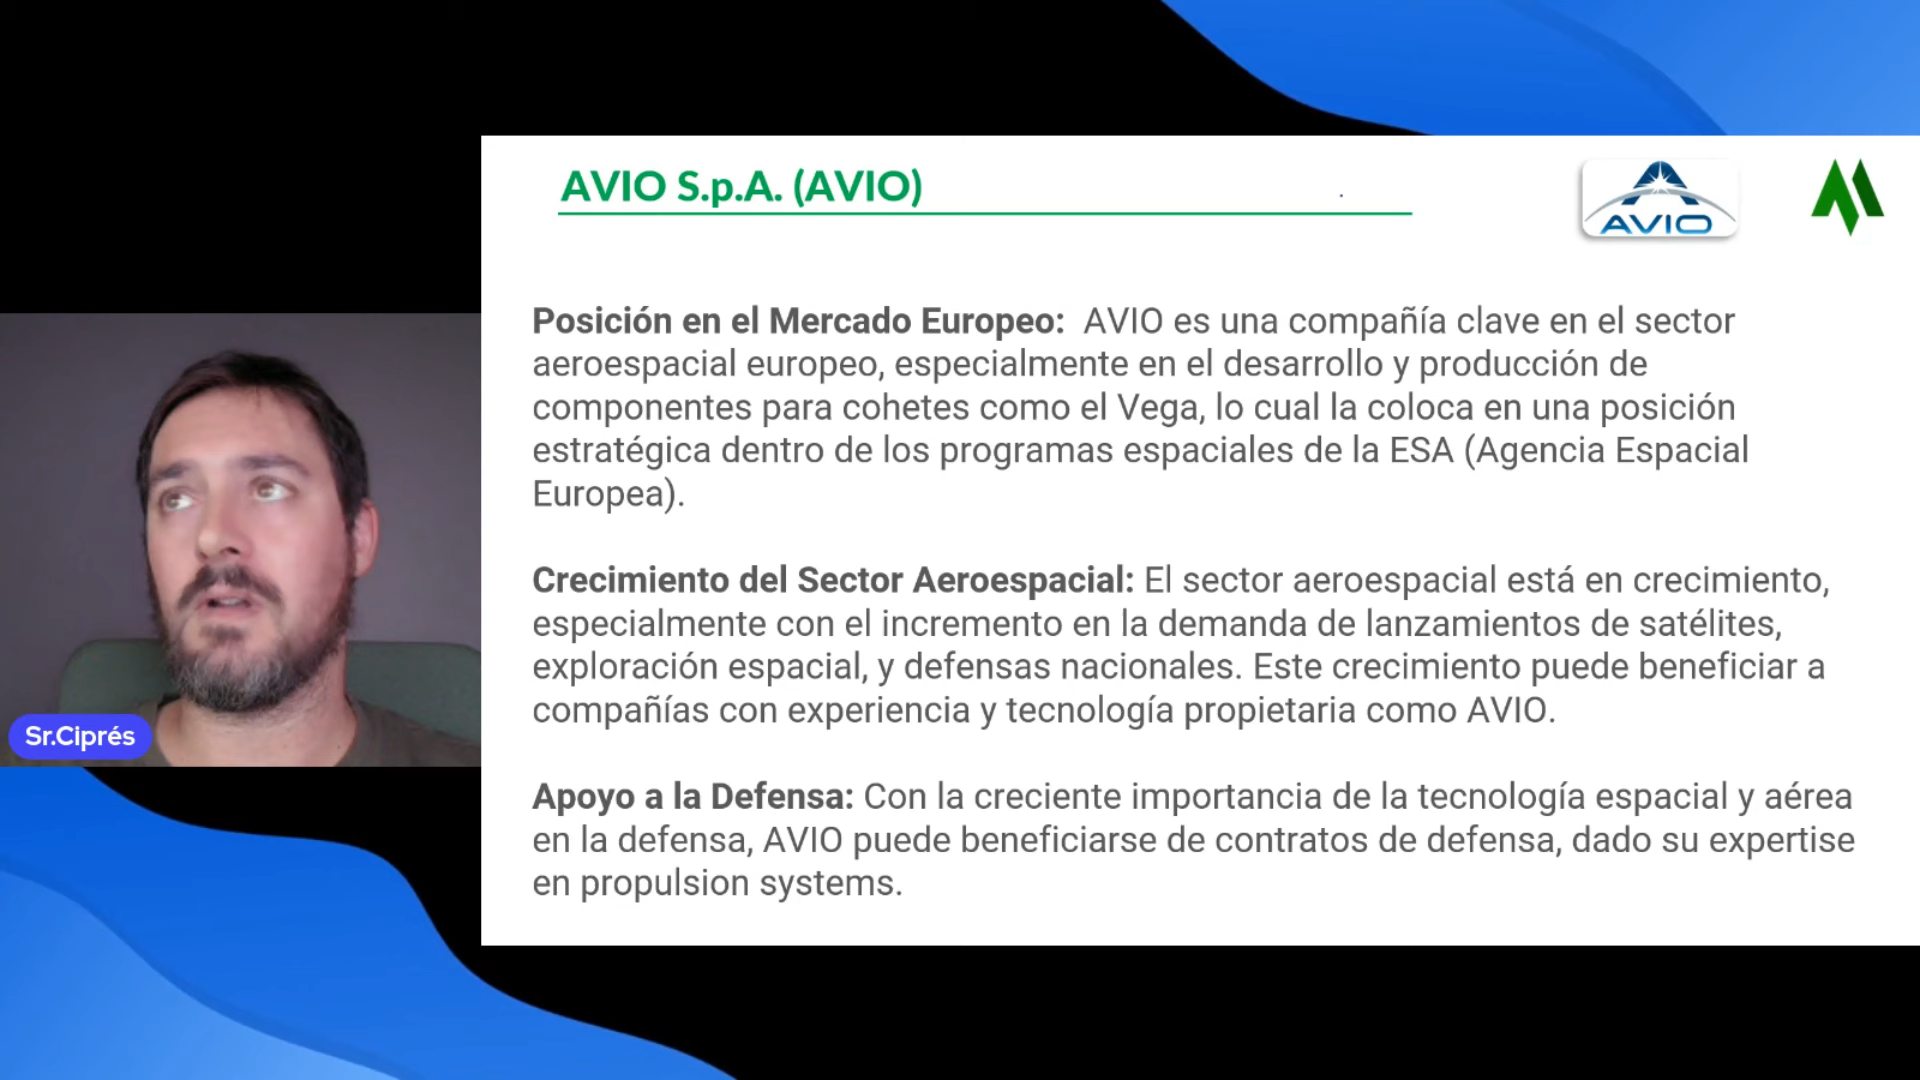 AVIO S.p.A. (AVIO)
AVIO
Posición en el Mercado Europeo: AVIO es una compañía clave en el sector
aeroespacial europeo, especialmente en el desarrollo y producción de
componentes para cohetes como el Vega, lo cual la coloca en una posición
estratégica dentro de los programas espaciales de la ESA (Agencia Espacial
Europea).
Crecimiento del Sector Aeroespacial: El sector aeroespacial está en crecimiento,
especialmente con el incremento en la demanda de lanzamientos de satélites,
exploración espacial, y defensas nacionales. Este crecimiento puede beneficiar a
compañías con experiencia y tecnología propietaria como AVIO.
Apoyo a la Defensa: Con la creciente importancia de la tecnología espacial y aérea
en la defensa, AVIO puede beneficiarse de contratos de defensa, dado su expertise
en propulsion systems.
Sr.Ciprés